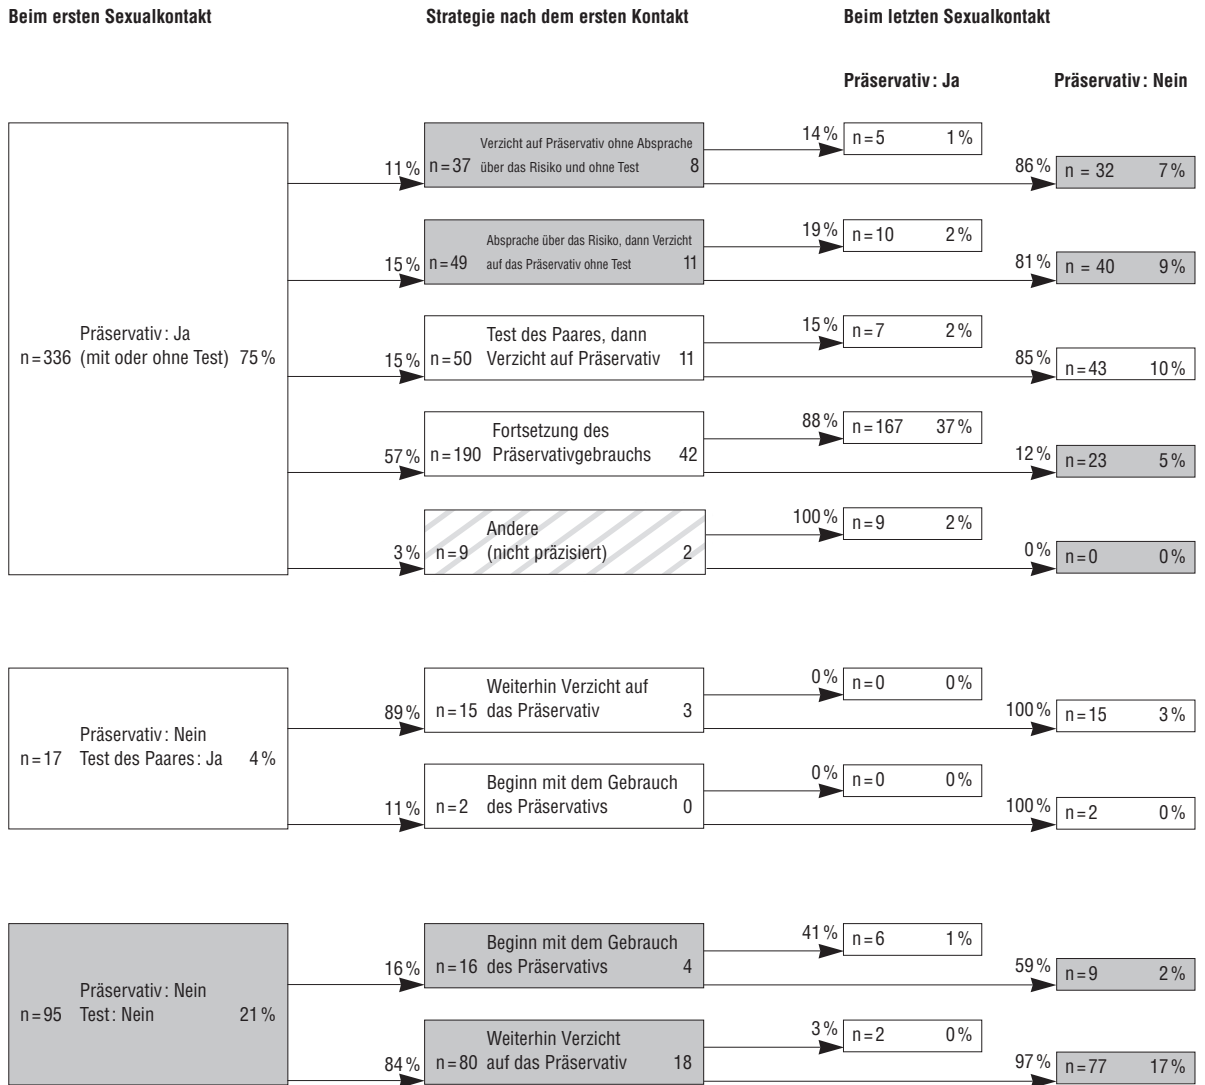 Beim ersten Sexualkontakt
Strategie nach dem ersten Kontakt
Beim letzten Sexualkontakt
Präservativ: Ja
Präservativ: Nein
Präservativ: Ja
n=336 (mit oder ohne Test) 75%
11%
Verzicht auf Präservativ ohne Absprache
n=37 über das Risiko und ohne Test 8
14%
n=5 1%
86%
n = 32 7%
15%
Absprache über das Risiko, dann Verzicht
n=49 auf das Präservativ ohne Test 11
19%
n=10 2%
81%
n = 40 9%
15%
Test des Paares, dann
n=50 Verzicht auf Präservativ 11
15%
n=7 2%
85%
n=43 10%
57%
Fortsetzung des
n=190 Präservativgebrauchs 42
88%
n=167 37%
12%
n=23 5%
3%
Andere
n=9 (nicht präzisiert) 2
100%
n=9 2%
0%
n=0 0%
Präservativ: Nein
n=17 Test des Paares: Ja 4%
89%
Weiterhin Verzicht auf
n=15 das Präservativ 3
0%
n=0 0%
100%
n=15 3%
11%
Beginn mit dem Gebrauch
n=2 des Präservativs 0
0%
n=0 0%
100%
n=2 0%
Präservativ: Nein
n=95 Test: Nein 21%
16%
Beginn mit dem Gebrauch
n=16 des Präservativs 4
41%
n=6 1%
59%
n=9 2%
84%
Weiterhin Verzicht
n=80 auf das Präservativ 18
3%
n=2 0%
97%
n=77 17%